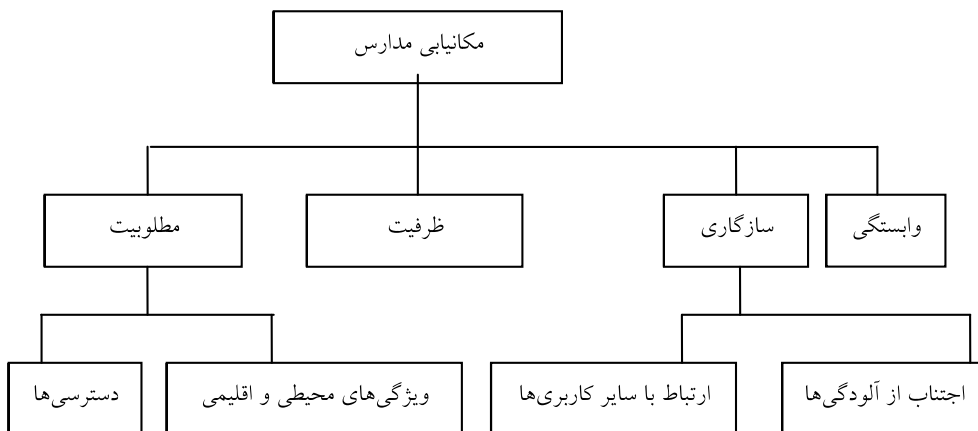 مکانیابی مدارس
وابستگی
سازگاری
ظرفیت
مطلوبیت
اجتناب از آلودگی‌ها
ارتباط با سایر کاربری‌ها
ویژگی‌های محیطی و اقلیمی
دسترسی‌ها